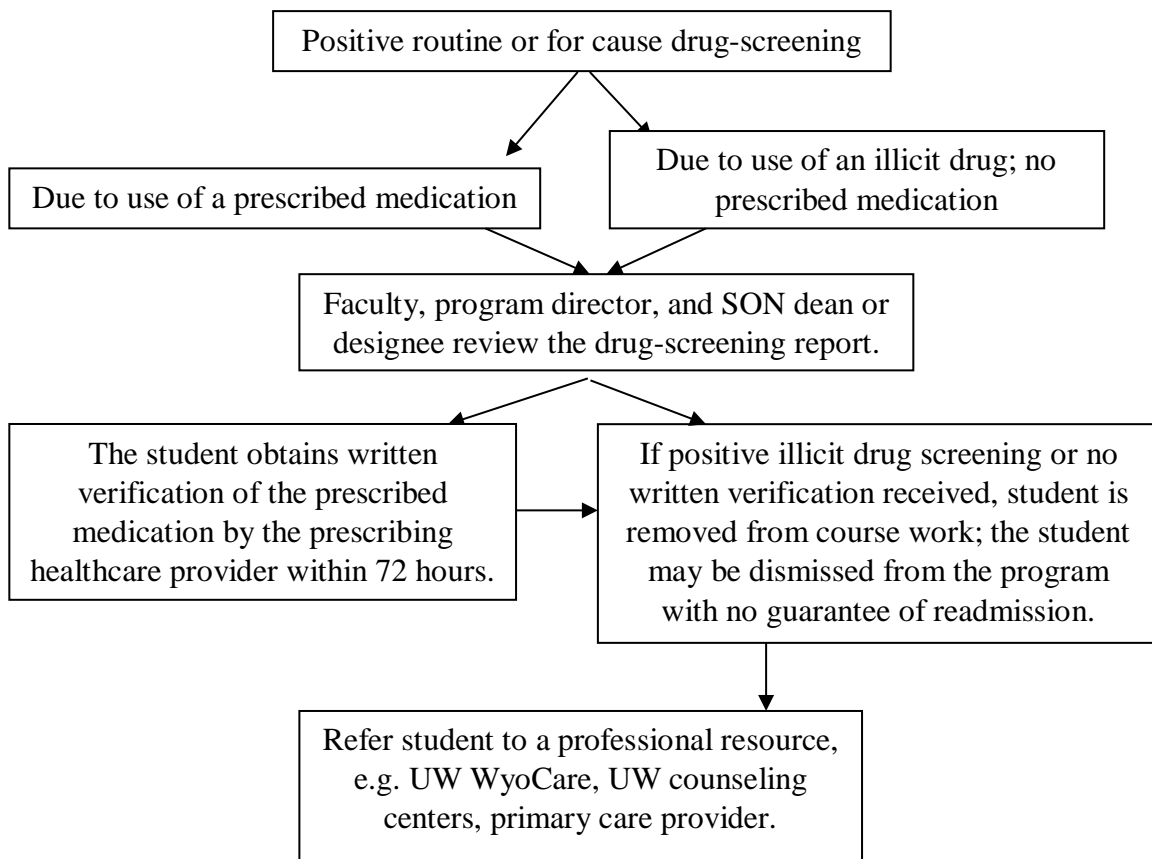 Positive routine or for cause drug-screening
Due to use of a prescribed medication
Due to use of an illicit drug; no
prescribed medication
Faculty, program director, and SON dean or
designee review the drug-screening report.
The student obtains written
verification of the prescribed
medication by the prescribing
healthcare provider within 72 hours.
If positive illicit drug screening or no
written verification received, student is
removed from course work; the student
may be dismissed from the program
with no guarantee of readmission.
Refer student to a professional resource,
e.g. UW WyoCare, UW counseling
centers, primary care provider.